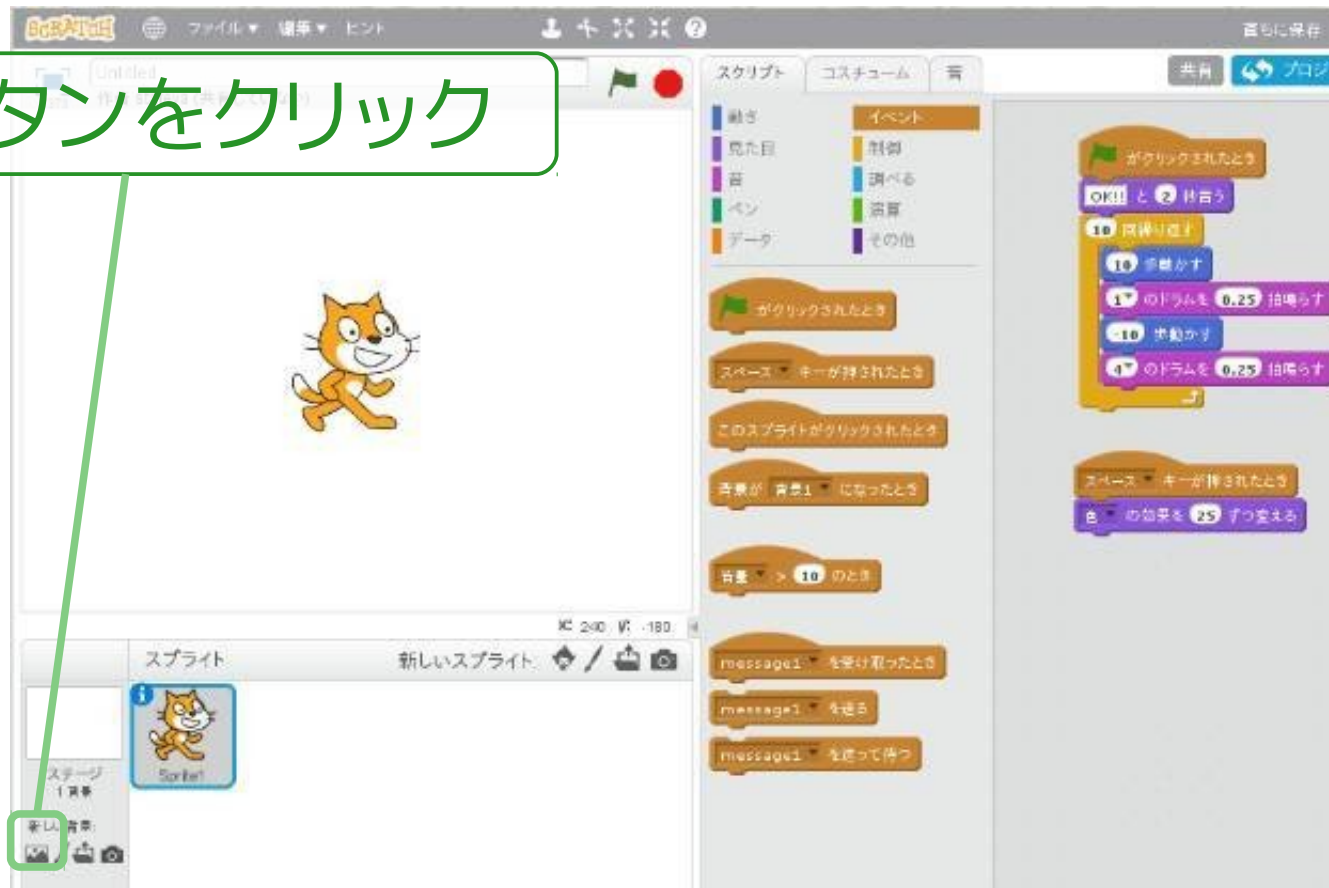 SCRATCH ファイル▼ 編集▼ ヒント 直ちに保存
タンをクリック
Untitled
スクリプト コスチューム 音
共有
動き イベント
見た目 制御
音 調べる
ペン 演算
データ その他
がクリックされたとき
スペース▼ キーが押されたとき
このスプライトがクリックされたとき
背景が 背景1▼ になったとき
音量▼ > 10 のとき
message1▼ を受け取ったとき
message1▼ を送る
message1▼ を送って待つ
がクリックされたとき
OK!! と 2 秒言う
10 回繰り返す
10 歩動かす
1▼ のドラムを 0.25 拍鳴らす
-10 歩動かす
4▼ のドラムを 0.25 拍鳴らす
スペース▼ キーが押されたとき
色▼ の効果を 25 ずつ変える
X: 240 Y: -180
スプライト 新しいスプライト:
Sprite1
ステージ
1 背景
新しい背景: